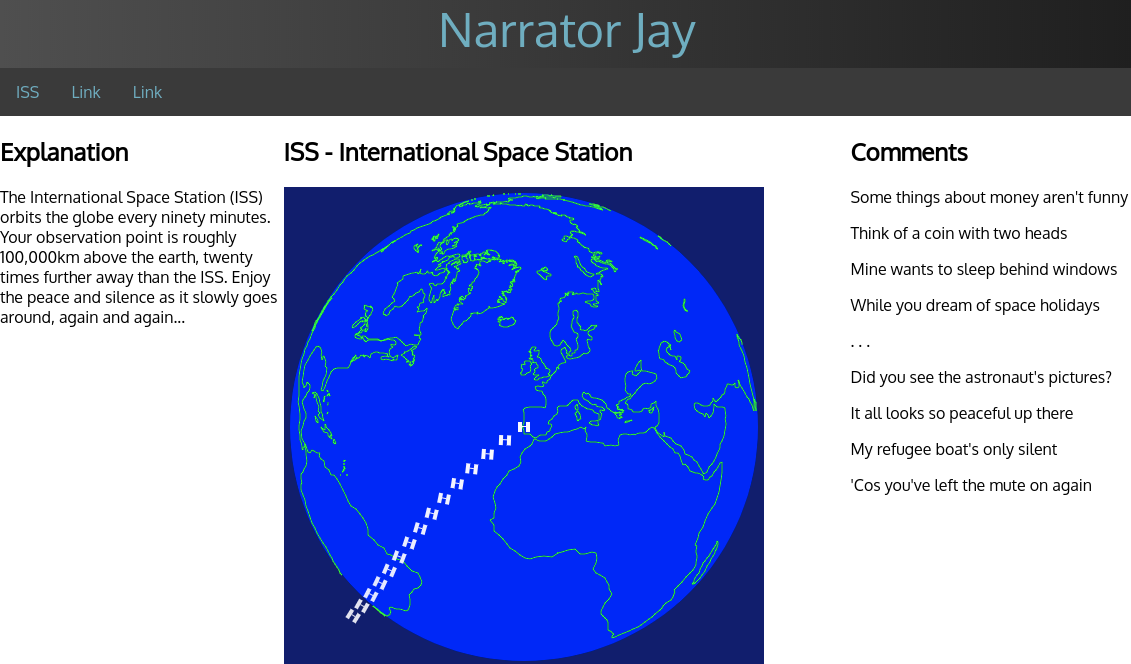 Narrator Jay
ISS
Link
Link
Explanation
The International Space Station (ISS)
orbits the globe every ninety minutes.
Your observation point is roughly
100,000km above the earth, twenty
times further away than the ISS. Enjoy
the peace and silence as it slowly goes
around, again and again...
ISS - International Space Station
Comments
Some things about money aren't funny
Think of a coin with two heads
Mine wants to sleep behind windows
While you dream of space holidays
. . .
Did you see the astronaut's pictures?
It all looks so peaceful up there
My refugee boat's only silent
'Cos you've left the mute on again